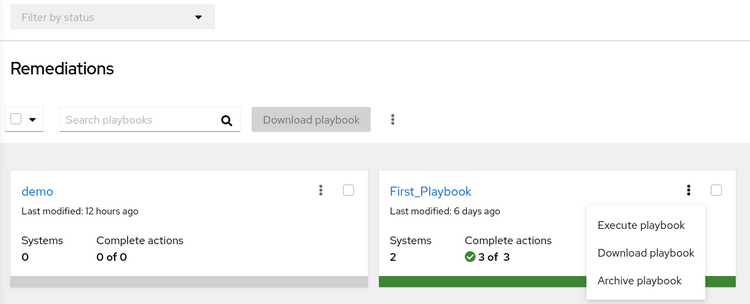 Filter by status
Remediations
Search playbooks
Download playbook
demo
Last modified: 12 hours ago
Systems
Complete actions
0
0 of 0
First_Playbook
Last modified: 6 days ago
Systems
Complete actions
2
3 of 3
Execute playbook
Download playbook
Archive playbook